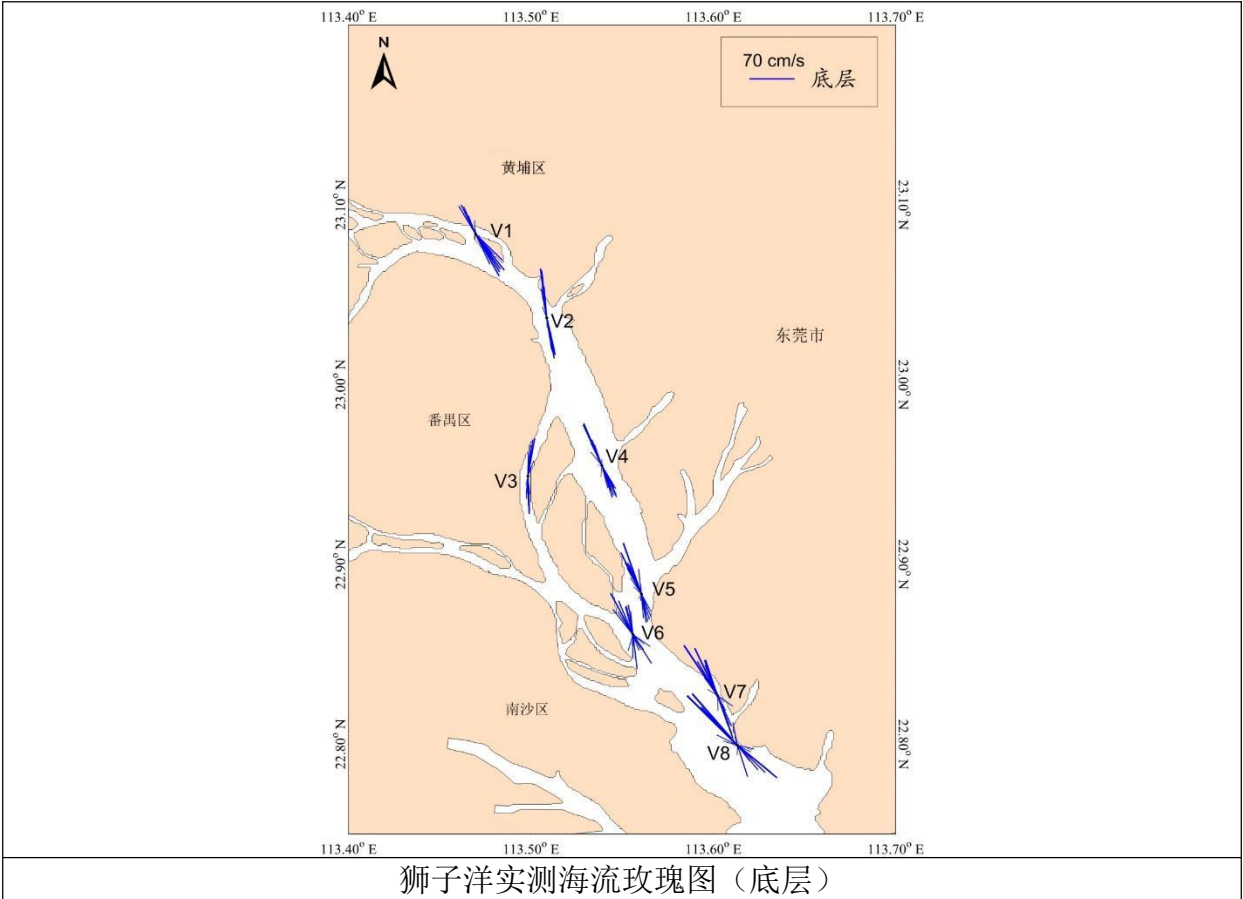 113.40° E 113.50° E 113.60° E 113.70° E
N
70 cm/s
底层
黄埔区
23.10° N
23.10° N
V1
V2
东莞市
23.00° N
23.00° N
番禺区
V4
V3
22.90° N
22.90° N
V5
V6
V7
南沙区
22.80° N
22.80° N
V8
113.40° E 113.50° E 113.60° E 113.70° E
狮子洋实测海流玫瑰图（底层）